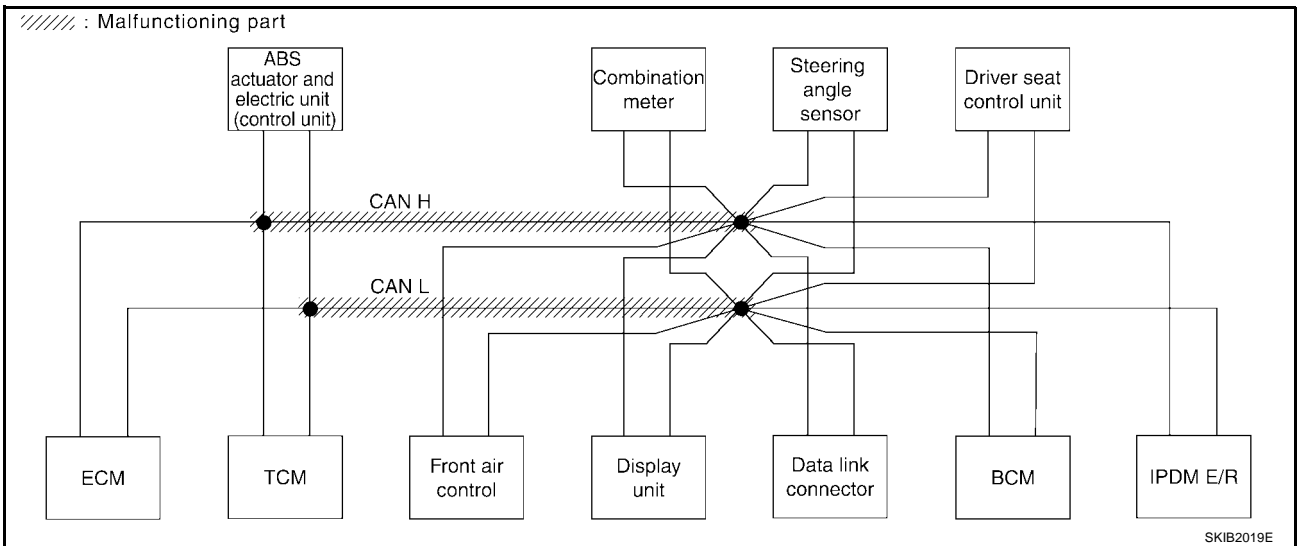 : Malfunctioning part
ABS
actuator and
electric unit
(control unit)
Combination
meter
Steering
angle
sensor
Driver seat
control unit
CAN H
CAN L
ECM
TCM
Front air
control
Display
unit
Data link
connector
BCM
IPDM E/R
SKIB2019E